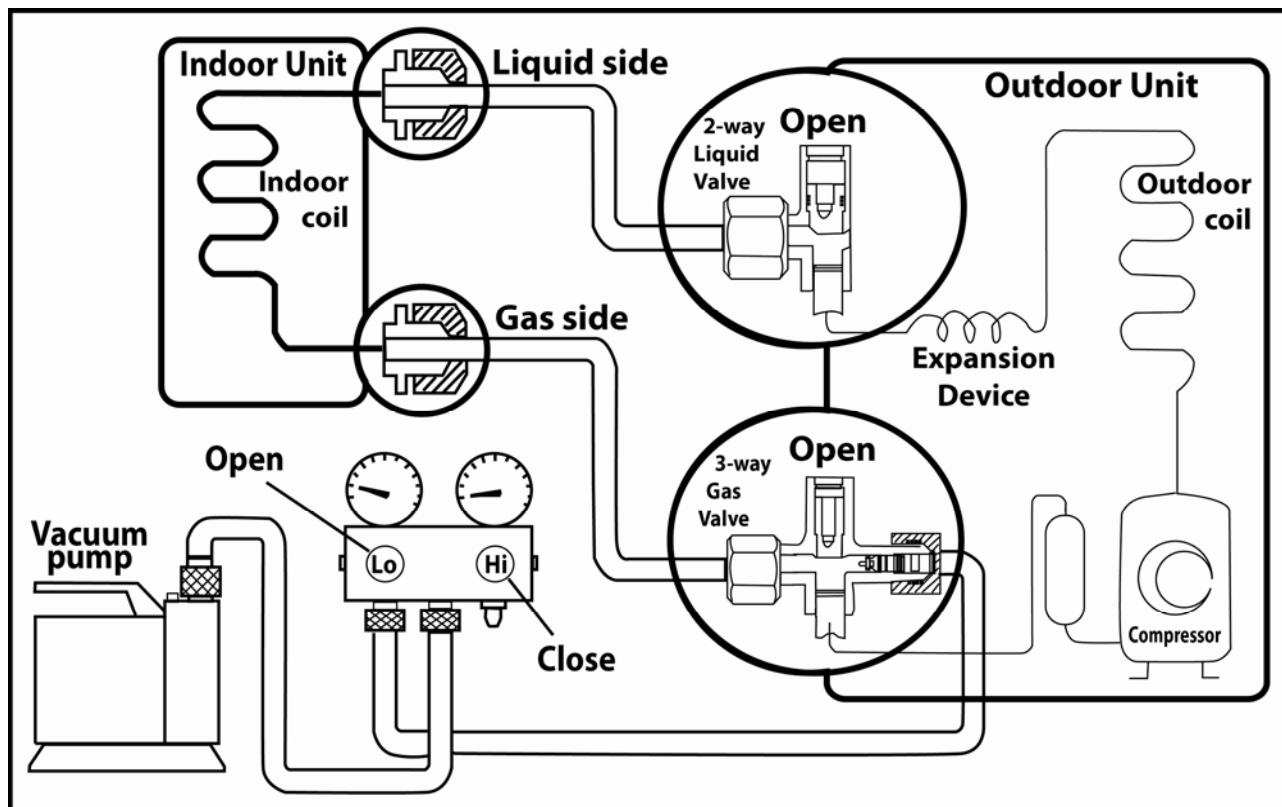 Indoor Unit
Liquid side
Outdoor Unit
2-way
Liquid
Valve
Open
Indoor
coil
Outdoor
coil
Gas side
Expansion
Device
Open
3-way
Gas
Valve
Open
Vacuum
pump
Lo
Hi
Close
Compressor